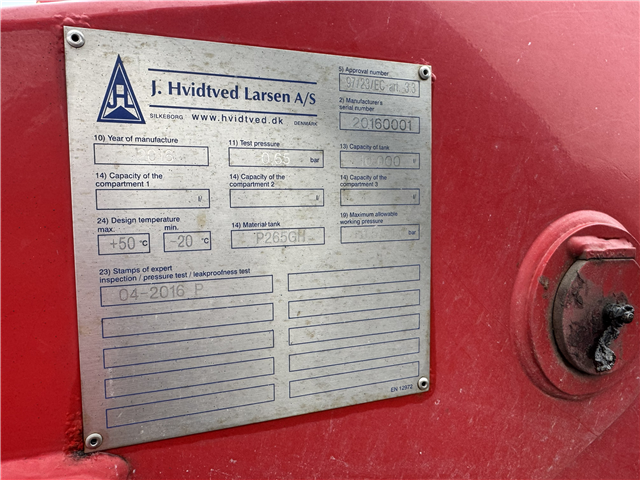 J. Hvidtved Larsen A/S
SILKEBORG www.hvidtved.dk DENMARK
5) Approval number
97/23/EC art. 3.3
2) Manufacturer's
serial number
20160001
10) Year of manufacture
11) Test pressure
0.55 bar
13) Capacity of tank
l/
14) Capacity of the
compartment 1
l/
14) Capacity of the
compartment 2
l/
14) Capacity of the
compartment 3
l/
24) Design temperature
max. min.
+50 °C -20 °C
14) Material tank
P265GH
19) Maximum allowable
working pressure
bar.
23) Stamps of expert
inspection / pressure test / leakproofness test
04-2016 P
EN 12972